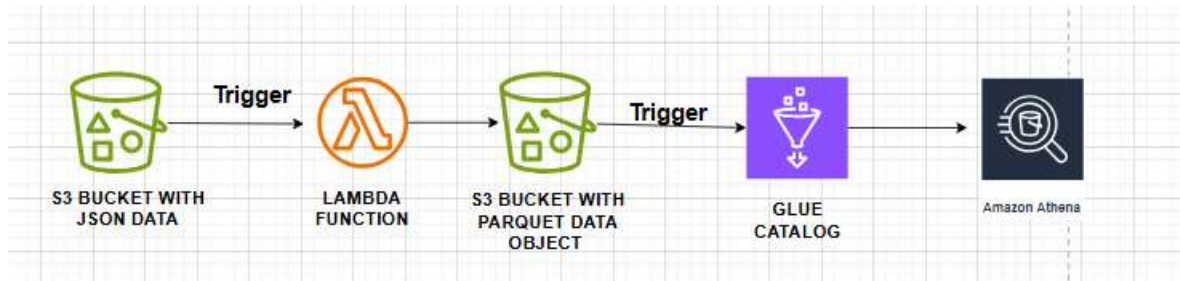 Trigger
Trigger
S3 BUCKET WITH
JSON DATA
LAMBDA
FUNCTION
S3 BUCKET WITH
PARQUET DATA
OBJECT
GLUE
CATALOG
Amazon Athena